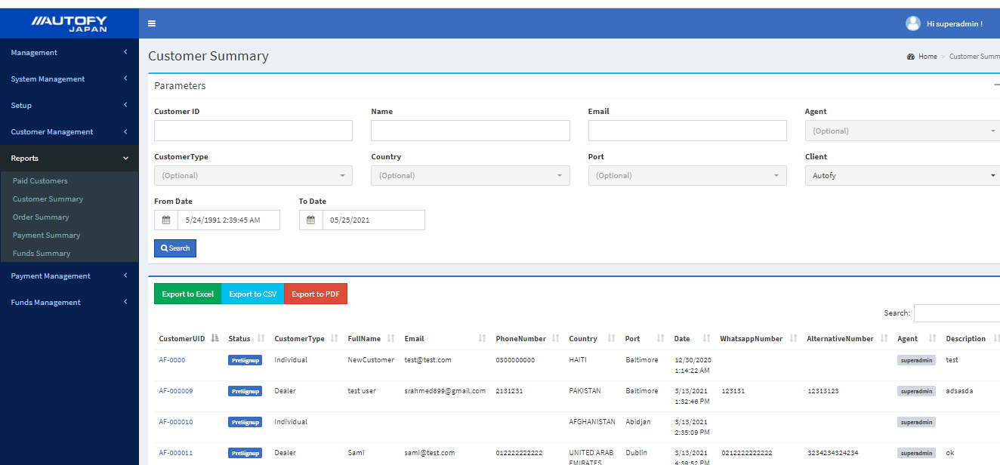 //AUTOFY
JAPAN
Hi superadmin !
Management
System Management
Setup
Customer Management
Reports
Paid Customers
Customer Summary
Order Summary
Payment Summary
Funds Summary
Payment Management
Funds Management
Customer Summary
Home > Customer Summ
Parameters
Customer ID Name Email Agent
(Optional)
CustomerType Country Port Client
(Optional) (Optional) (Optional) Autofy
From Date To Date
5/24/1991 2:39:45 AM 05/25/2021
Search
Export to Excel Export to CSV Export to PDF
Search:
CustomerUID Status CustomerType FullName Email PhoneNumber Country Port Date WhatsappNumber AlternativeNumber Agent Description
AF-0000 PreSignup Individual NewCustomer test@test.com 0300000000 HAITI Baltimore 12/30/2020 superadmin test
1:14:22 AM
AF-000009 PreSignup Dealer test user srahmed899@gmail.com 2131231 PAKISTAN Baltimore 3/13/2021 123131 12313123 superadmin adsasda
1:32:46 PM
AF-000010 PreSignup Individual AFGHANISTAN Abidjan 3/13/2021 superadmin
2:35:09 PM
AF-000011 PreSignup Dealer Sami sami@test.com 012222222222 UNITED ARAB Dublin 3/13/2021 0212222222222 3234234324234 superadmin ok
EMIRATES 4:39:52 PM